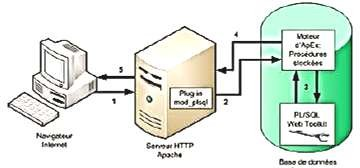 4
Moteur
d'ApEx:
Procédures
stockées
5
Plug-in
mod_plsql
1
2
3
PL/SQL
Web Toolkit
Navigateur
Internet
Serveur HTTP
Apache
Base de données